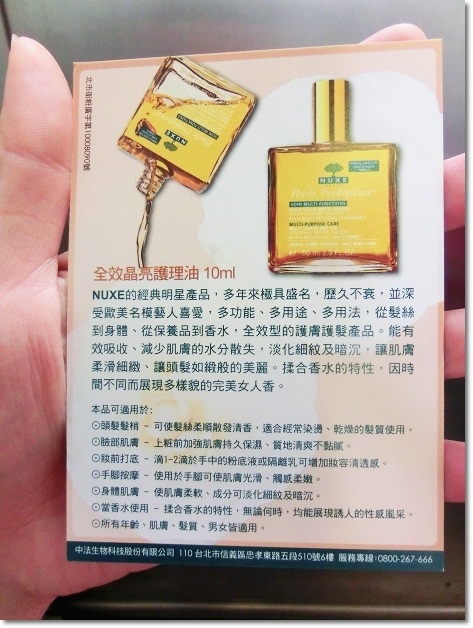 北市衛粧廣字第10008090號
NUXE
NUXE
Huile Prodigieuse
SOIN MULTI-FONCTIONS
MULTI-PURPOSE CARE
全效晶亮護理油 10ml
NUXE的經典明星產品，多年來極具盛名，歷久不衰，並深
受歐美名模藝人喜愛，多功能、多用途、多用法，從髮絲
到身體、從保養品到香水，全效型的護膚護髮產品。能有
效吸收、減少肌膚的水分散失，淡化細紋及暗沉，讓肌膚
柔滑細緻、讓頭髮如緞般的美麗。揉合香水的特性，因時
間不同而展現多樣貌的完美女人香。
本品可適用於:
⊙頭髮髮梢 – 可使髮絲柔順散發清香，適合經常染燙、乾燥的髮質使用。
⊙臉部肌膚 – 上粧前加強肌膚持久保濕、質地清爽不黏膩。
⊙妝前打底 – 滴1-2滴於手中的粉底液或隔離乳可增加妝容清透感。
⊙手腳按摩 – 使用於手腳可使肌膚光滑、觸感柔嫩。
⊙身體肌膚 – 使肌膚柔軟、成分可淡化細紋及暗沉。
⊙當香水使用 – 揉合香水的特性，無論何時，均能展現誘人的性感風采。
⊙所有年齡、肌膚、髮質、男女皆適用。
中法生物科技股份有限公司 110 台北市信義區忠孝東路五段510號6樓 服務專線:0800-267-666